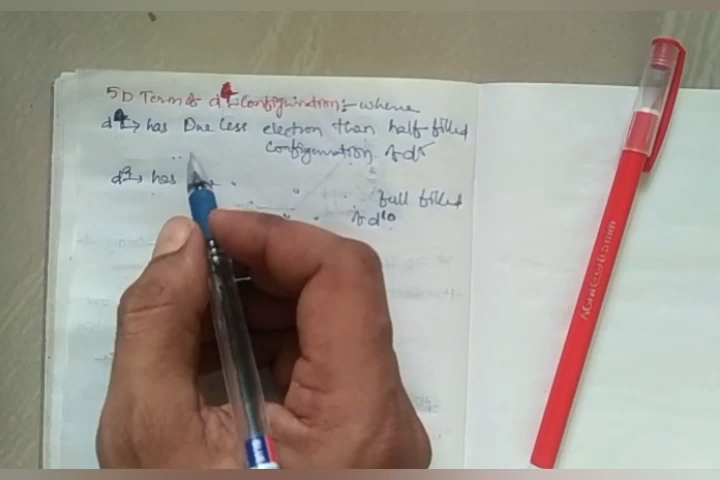 5D Term of d4 Configuration :- where
d4 → has One less electron than half-filled
configuration of d5
d9 → has
full filled
of d10